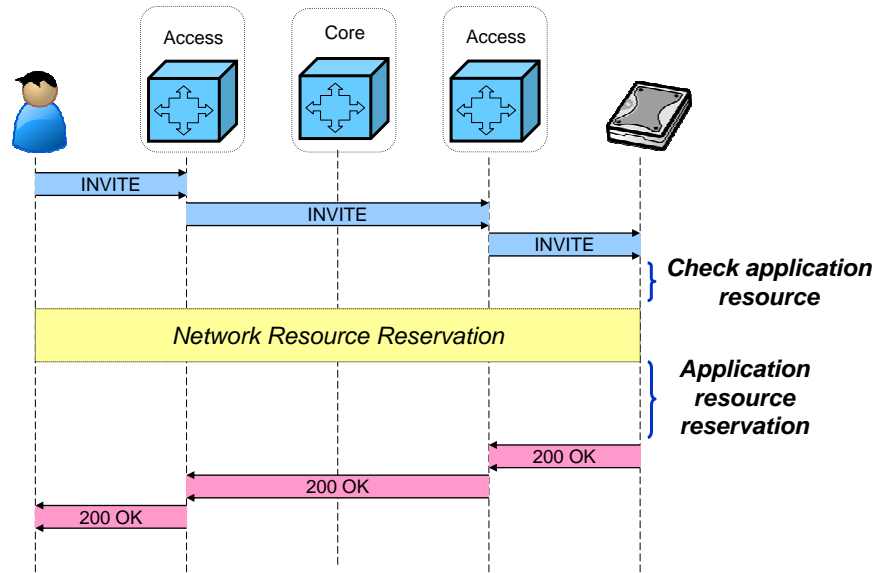 Access
Core
Access
INVITE
INVITE
INVITE
Check application
resource
Network Resource Reservation
Application
resource
reservation
200 OK
200 OK
200 OK